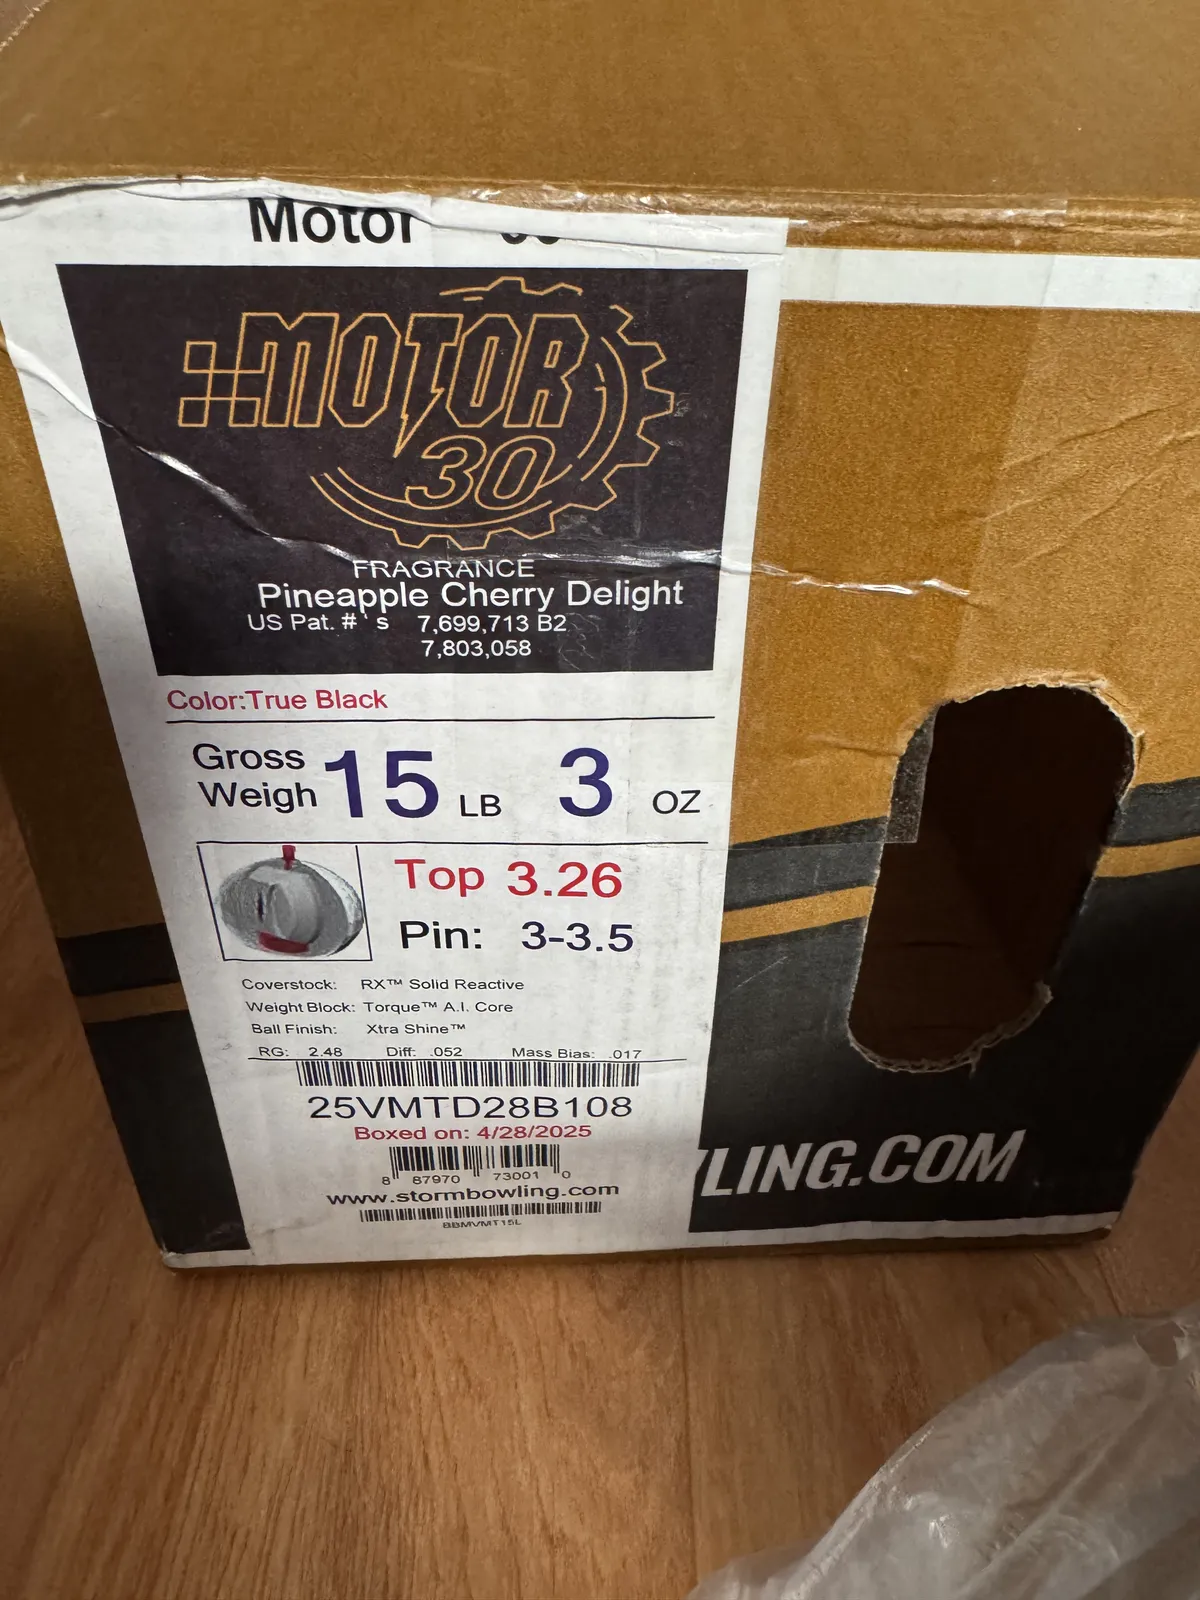 Motor
MOTOR
30
FRAGRANCE
Pineapple Cherry Delight
US Pat. #'s 7,699,713 B2
7,803,058
Color:True Black
Gross Weigh 15 LB 3 OZ
Top 3.26
Pin: 3-3.5
Coverstock: RX™ Solid Reactive
Weight Block: Torque™ A.I. Core
Ball Finish: Xtra Shine™
RG: 2.48 Diff: .052 Mass Bias: .017
25VMTD28B108
Boxed on: 4/28/2025
8 87970 73001 0
www.stormbowling.com
BBMVMT15L
LING.COM